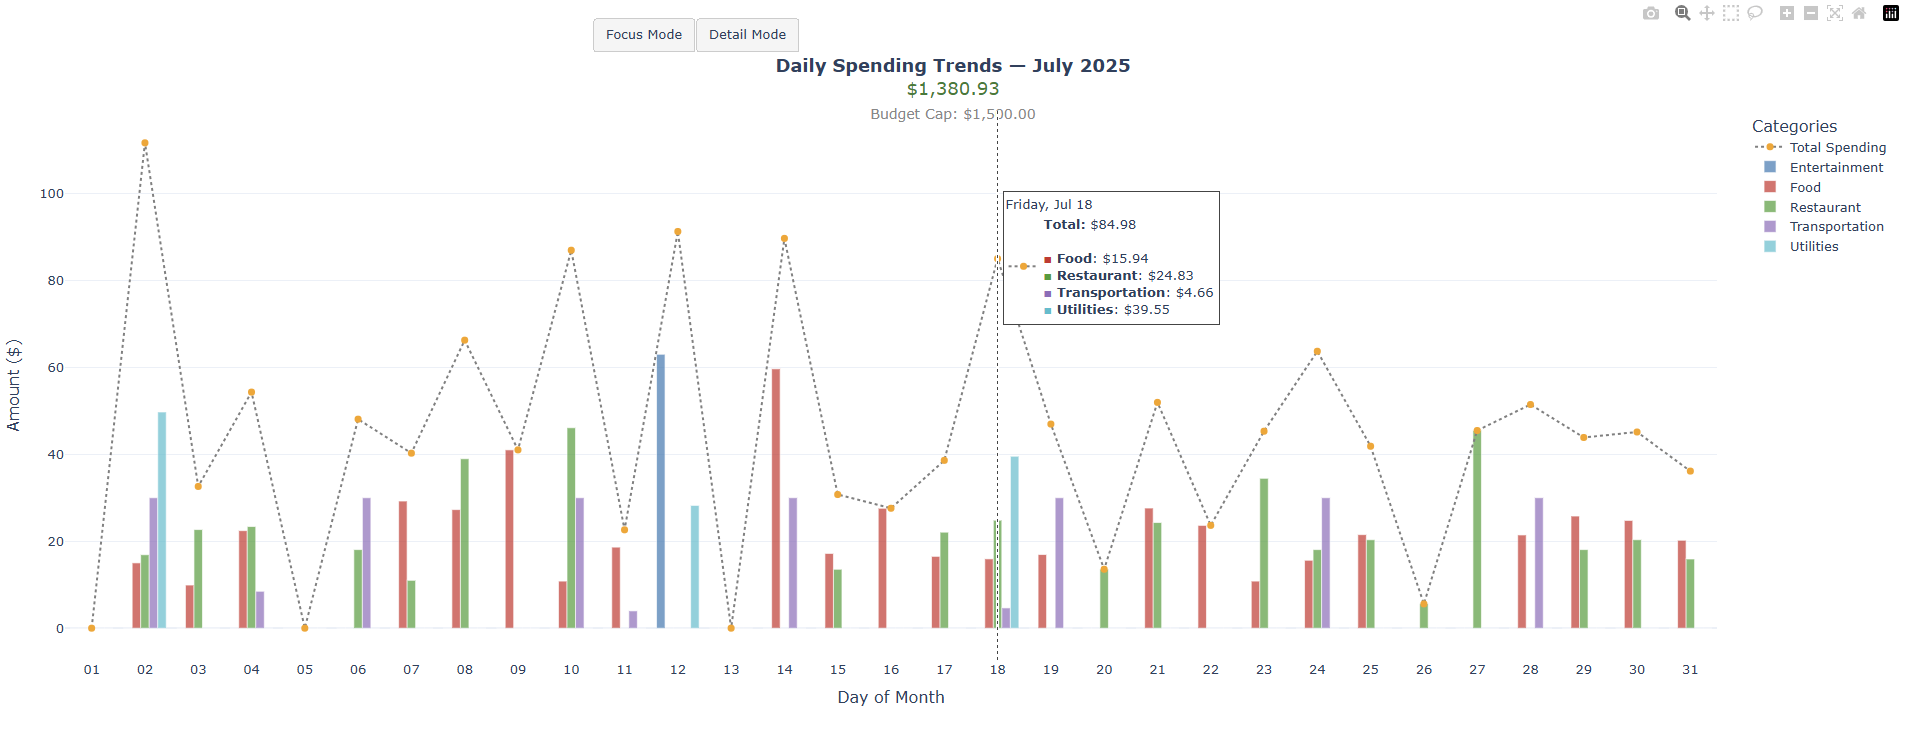 Focus Mode Detail Mode
Daily Spending Trends — July 2025
$1,380.93
Budget Cap: $1,500.00
Categories
Total Spending
Entertainment
Food
Restaurant
Transportation
Utilities
Friday, Jul 18
Total: $84.98
Food: $15.94
Restaurant: $24.83
Transportation: $4.66
Utilities: $39.55
Amount ($)
100
80
60
40
20
0
01 02 03 04 05 06 07 08 09 10 11 12 13 14 15 16 17 18 19 20 21 22 23 24 25 26 27 28 29 30 31
Day of Month